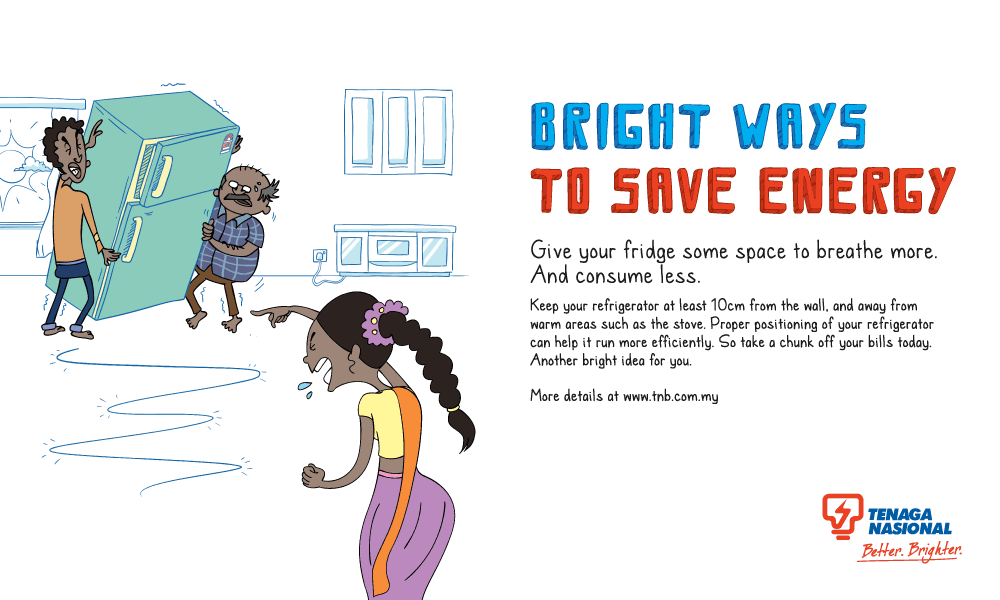 BRIGHT WAYS
TO SAVE ENERGY
Give your fridge some space to breathe more.
And consume less.
Keep your refrigerator at least 10cm from the wall, and away from
warm areas such as the stove. Proper positioning of your refrigerator
can help it run more efficiently. So take a chunk off your bills today.
Another bright idea for you.
More details at www.tnb.com.my
TENAGA
NASIONAL
Better. Brighter.